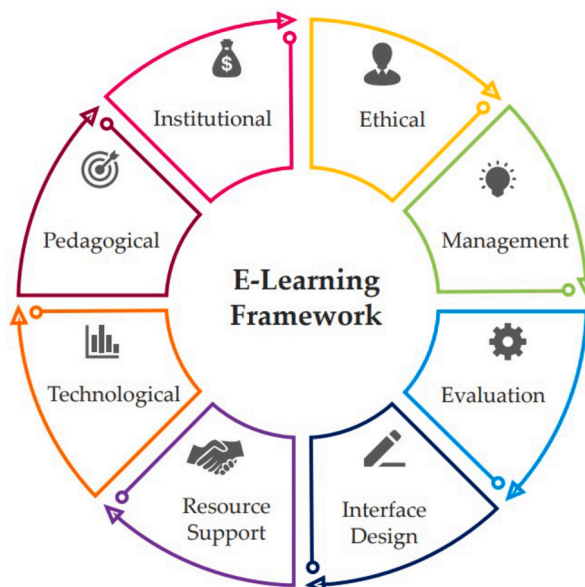 $
Institutional
Ethical
Pedagogical
Management
E-Learning
Framework
Technological
Evaluation
Resource
Support
Interface
Design